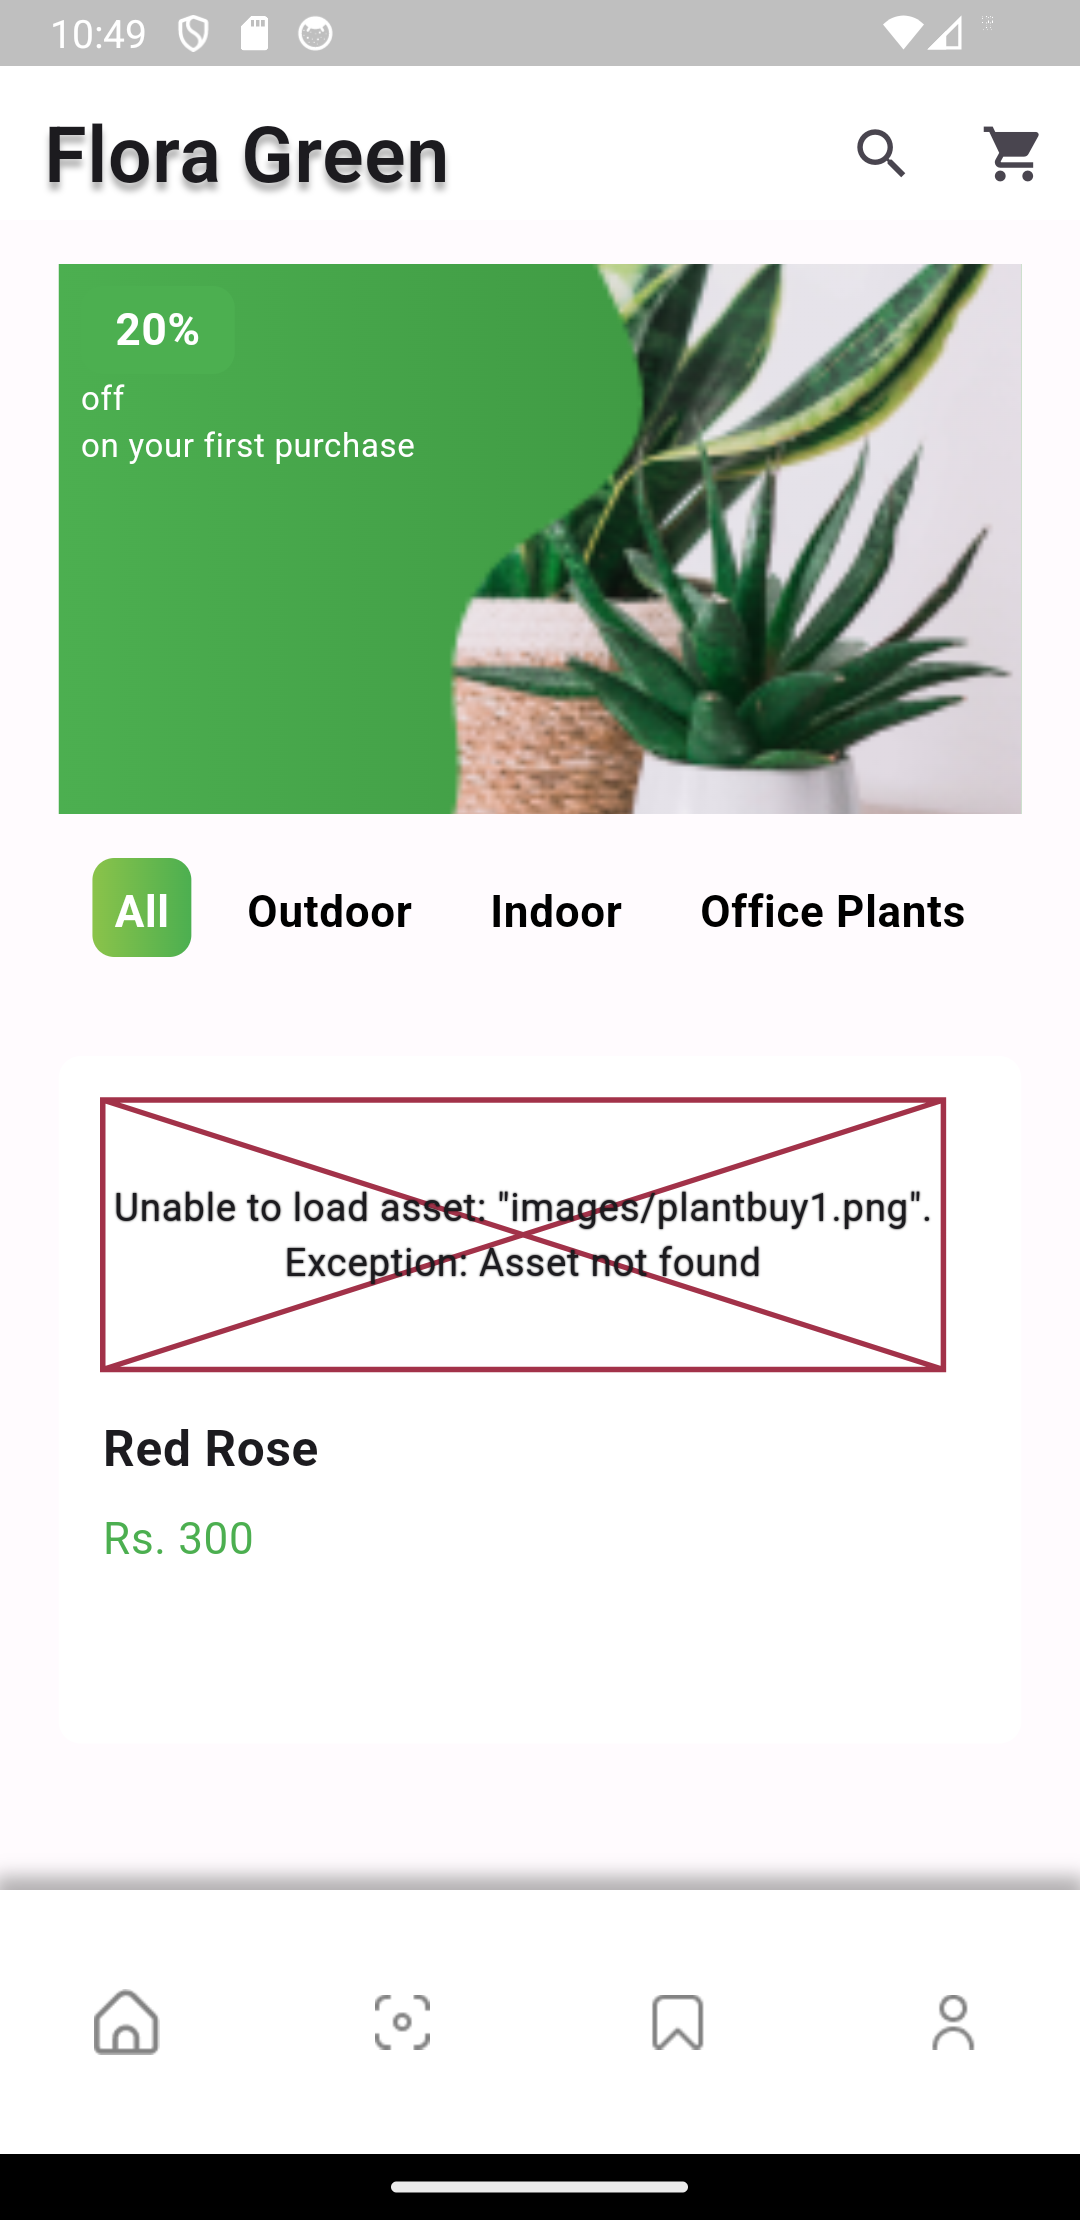 10:49
Flora Green
20%
off
on your first purchase
All
Outdoor
Indoor
Office Plants
Unable to load asset: "images/plantbuy1.png".
Exception: Asset not found
Red Rose
Rs. 300